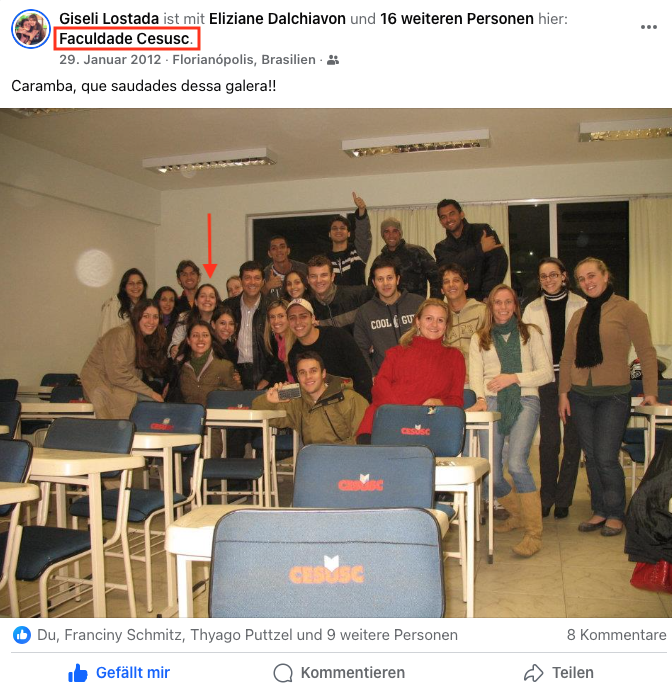 Giseli Lostada ist mit Eliziane Dalchiavon und 16 weiteren Personen hier:
Faculdade Cesusc.
29. Januar 2012 · Florianópolis, Brasilien ·
Caramba, que saudades dessa galera!!
COOL GUY
CESUSC
CESUSC
CESUSC
CESUSC
Du, Franciny Schmitz, Thyago Puttzel und 9 weitere Personen
8 Kommentare
Gefällt mir
Kommentieren
Teilen